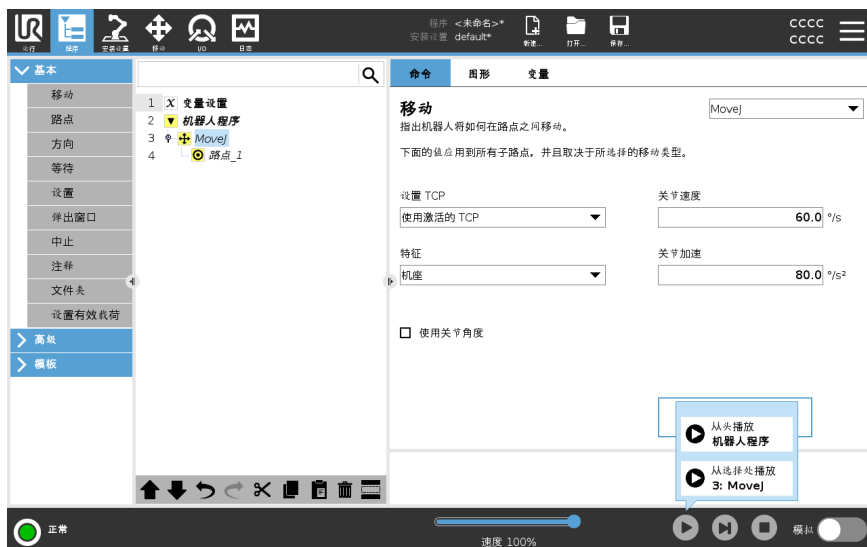 UR
运行
程序
安装设置
移动
I/O
日志
程序 <未命名>*
安装设置 default*
新建...
打开...
保存...
cccc
cccc
基本
移动
路点
方向
等待
设置
弹出窗口
中止
注释
文件夹
设置有效载荷
高级
模板
1 X 变量设置
2 机器人程序
3 MoveJ
4 路点_1
命令 图形 变量
移动
MoveJ
指出机器人将如何在路点之间移动。
下面的值应用到所有子路点，并且取决于所选择的移动类型。
设置 TCP
使用激活的 TCP
关节速度
60.0 °/s
特征
机座
关节加速
80.0 °/s²
使用关节角度
从头播放
机器人程序
从选择处播放
3: MoveJ
正常
速度 100%
模拟